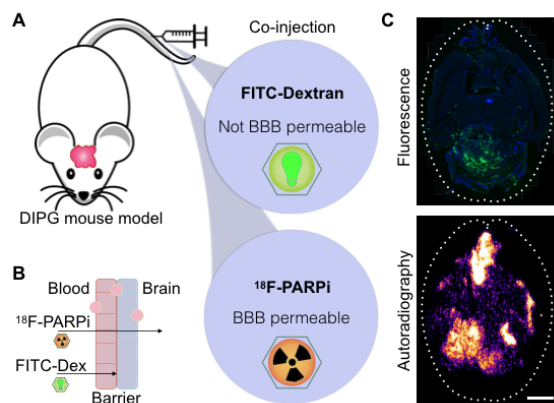 A
Co-injection
C
FITC-Dextran
Not BBB permeable
DIPG mouse model
Fluorescence
B
Blood
Brain
¹⁸F-PARPi
FITC-Dex
Barrier
¹⁸F-PARPi
BBB permeable
Autoradiography